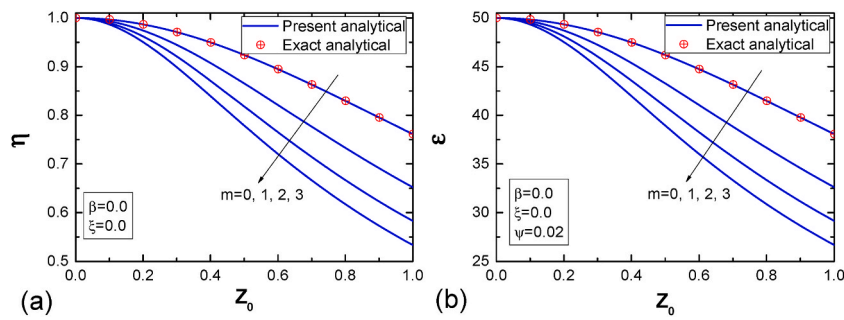 1.0
0.9
0.8
0.7
0.6
0.5
η
Present analytical
Exact analytical
m=0, 1, 2, 3
β=0.0
ξ=0.0
0.0 0.2 0.4 0.6 0.8 1.0
(a) Z₀
50
45
40
35
30
25
ε
Present analytical
Exact analytical
m=0, 1, 2, 3
β=0.0
ξ=0.0
ψ=0.02
0.0 0.2 0.4 0.6 0.8 1.0
(b) Z₀